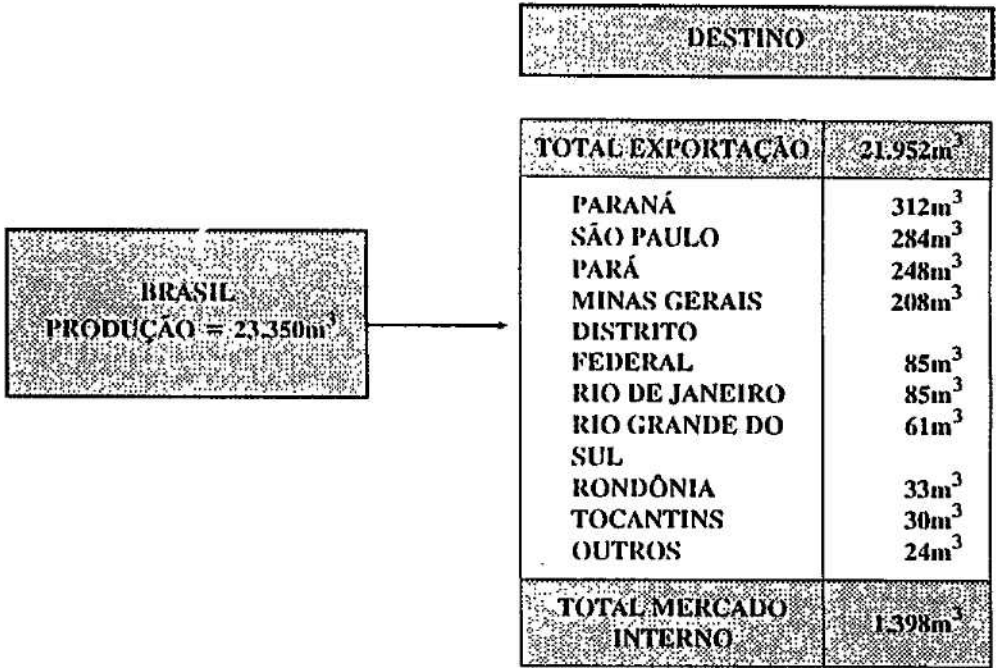 DESTINO
TOTAL EXPORTAÇÃO 21.952m³
PARANÁ 312m³
SÃO PAULO 284m³
PARÁ 248m³
MINAS GERAIS 208m³
DISTRITO
FEDERAL 85m³
RIO DE JANEIRO 85m³
RIO GRANDE DO 61m³
SUL
RONDÔNIA 33m³
TOCANTINS 30m³
OUTROS 24m³
TOTAL MERCADO
INTERNO 1.398m³
BRASIL
PRODUÇÃO = 23.350m³